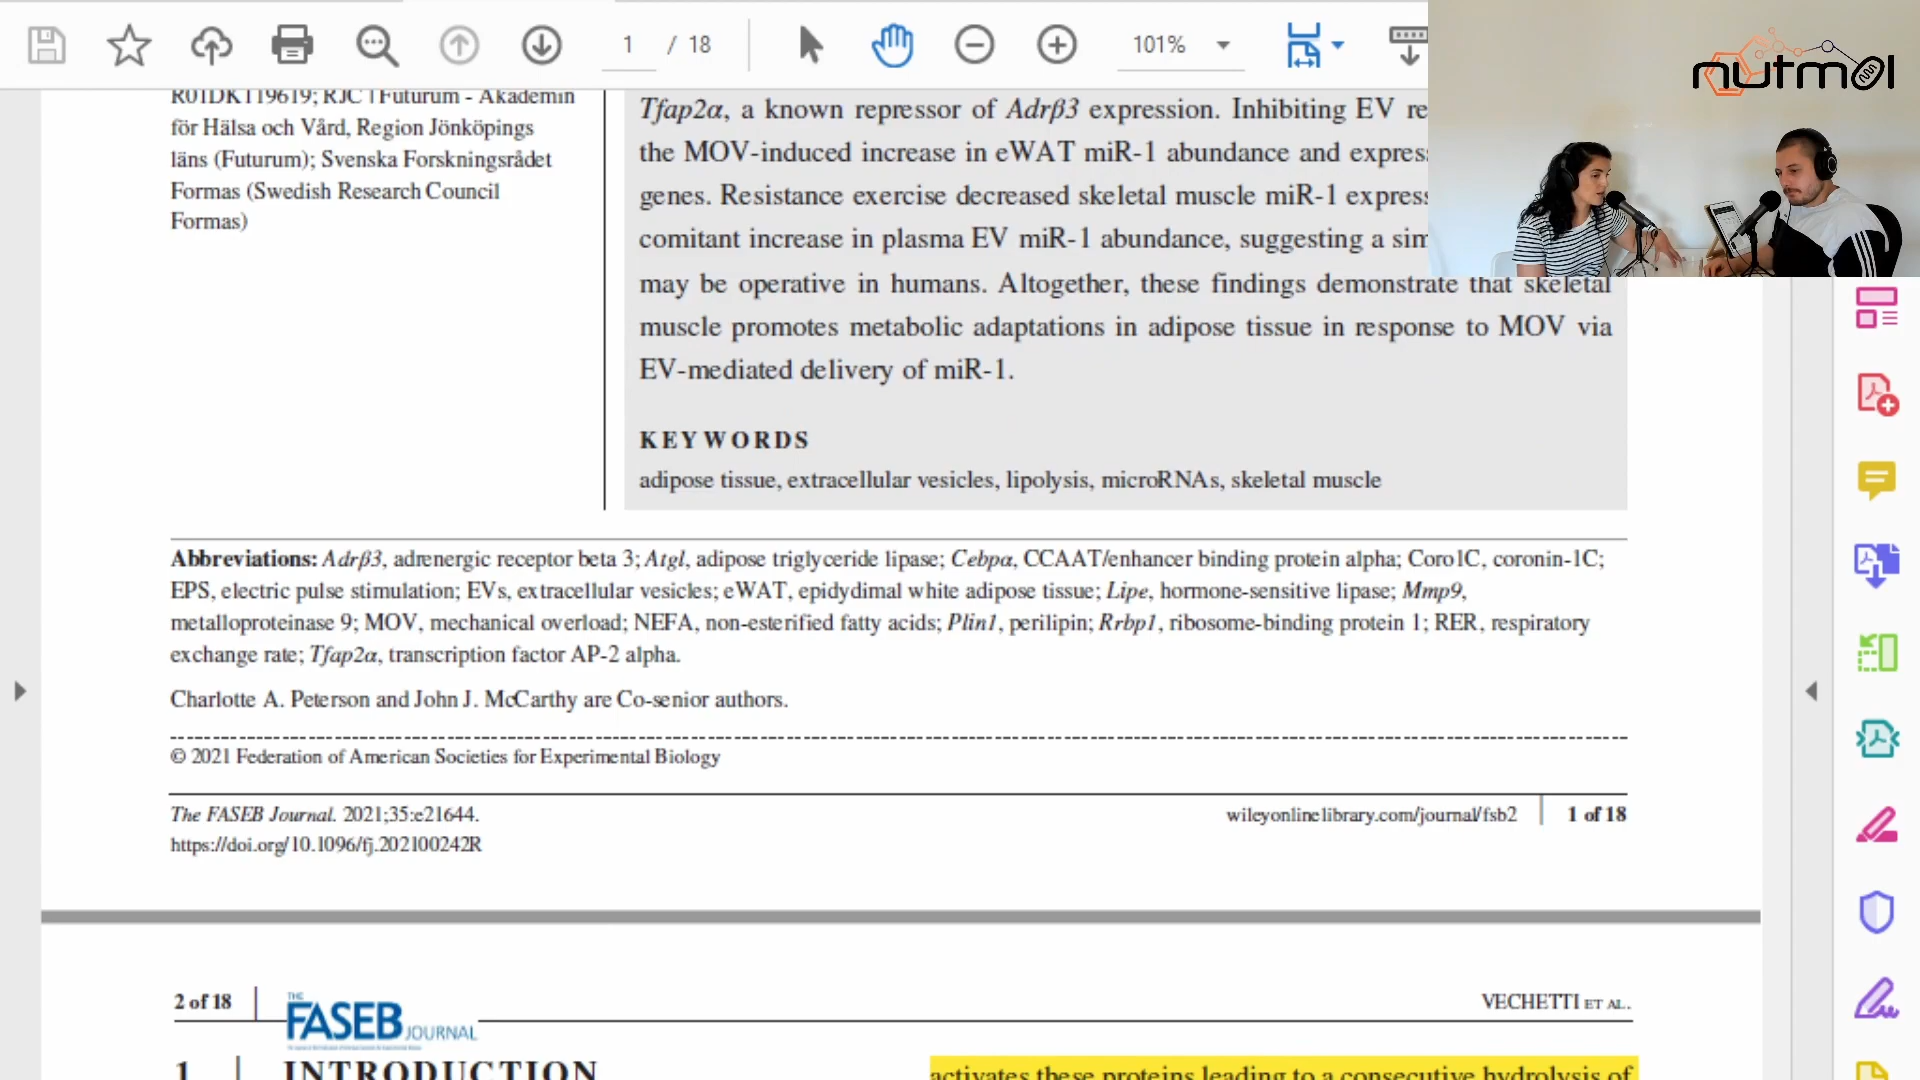 1 / 18
101%
nutmol
R01DK119619; RJC | Futurum - Akademin
för Hälsa och Vård, Region Jönköpings
läns (Futurum); Svenska Forskningsrådet
Formas (Swedish Research Council
Formas)
Tfap2α, a known repressor of Adrβ3 expression. Inhibiting EV re
the MOV-induced increase in eWAT miR-1 abundance and expres
genes. Resistance exercise decreased skeletal muscle miR-1 express
comitant increase in plasma EV miR-1 abundance, suggesting a sim
may be operative in humans. Altogether, these findings demonstrate that skeletal
muscle promotes metabolic adaptations in adipose tissue in response to MOV via
EV-mediated delivery of miR-1.
KEYWORDS
adipose tissue, extracellular vesicles, lipolysis, microRNAs, skeletal muscle
Abbreviations: Adrβ3, adrenergic receptor beta 3; Atgl, adipose triglyceride lipase; Cebpα, CCAAT/enhancer binding protein alpha; Coro1C, coronin-1C;
EPS, electric pulse stimulation; EVs, extracellular vesicles; eWAT, epidydimal white adipose tissue; Lipe, hormone-sensitive lipase; Mmp9,
metalloproteinase 9; MOV, mechanical overload; NEFA, non-esterified fatty acids; Plin1, perilipin; Rrbp1, ribosome-binding protein 1; RER, respiratory
exchange rate; Tfap2α, transcription factor AP-2 alpha.
Charlotte A. Peterson and John J. McCarthy are Co-senior authors.
© 2021 Federation of American Societies for Experimental Biology
The FASEB Journal. 2021;35:e21644.
wileyonlinelibrary.com/journal/fsb2
1 of 18
https://doi.org/10.1096/fj.202100242R
2 of 18
THE
FASEB JOURNAL
VECHETTI ET AL.
1 INTRODUCTION
activates these proteins leading to a consecutive hydrolysis of